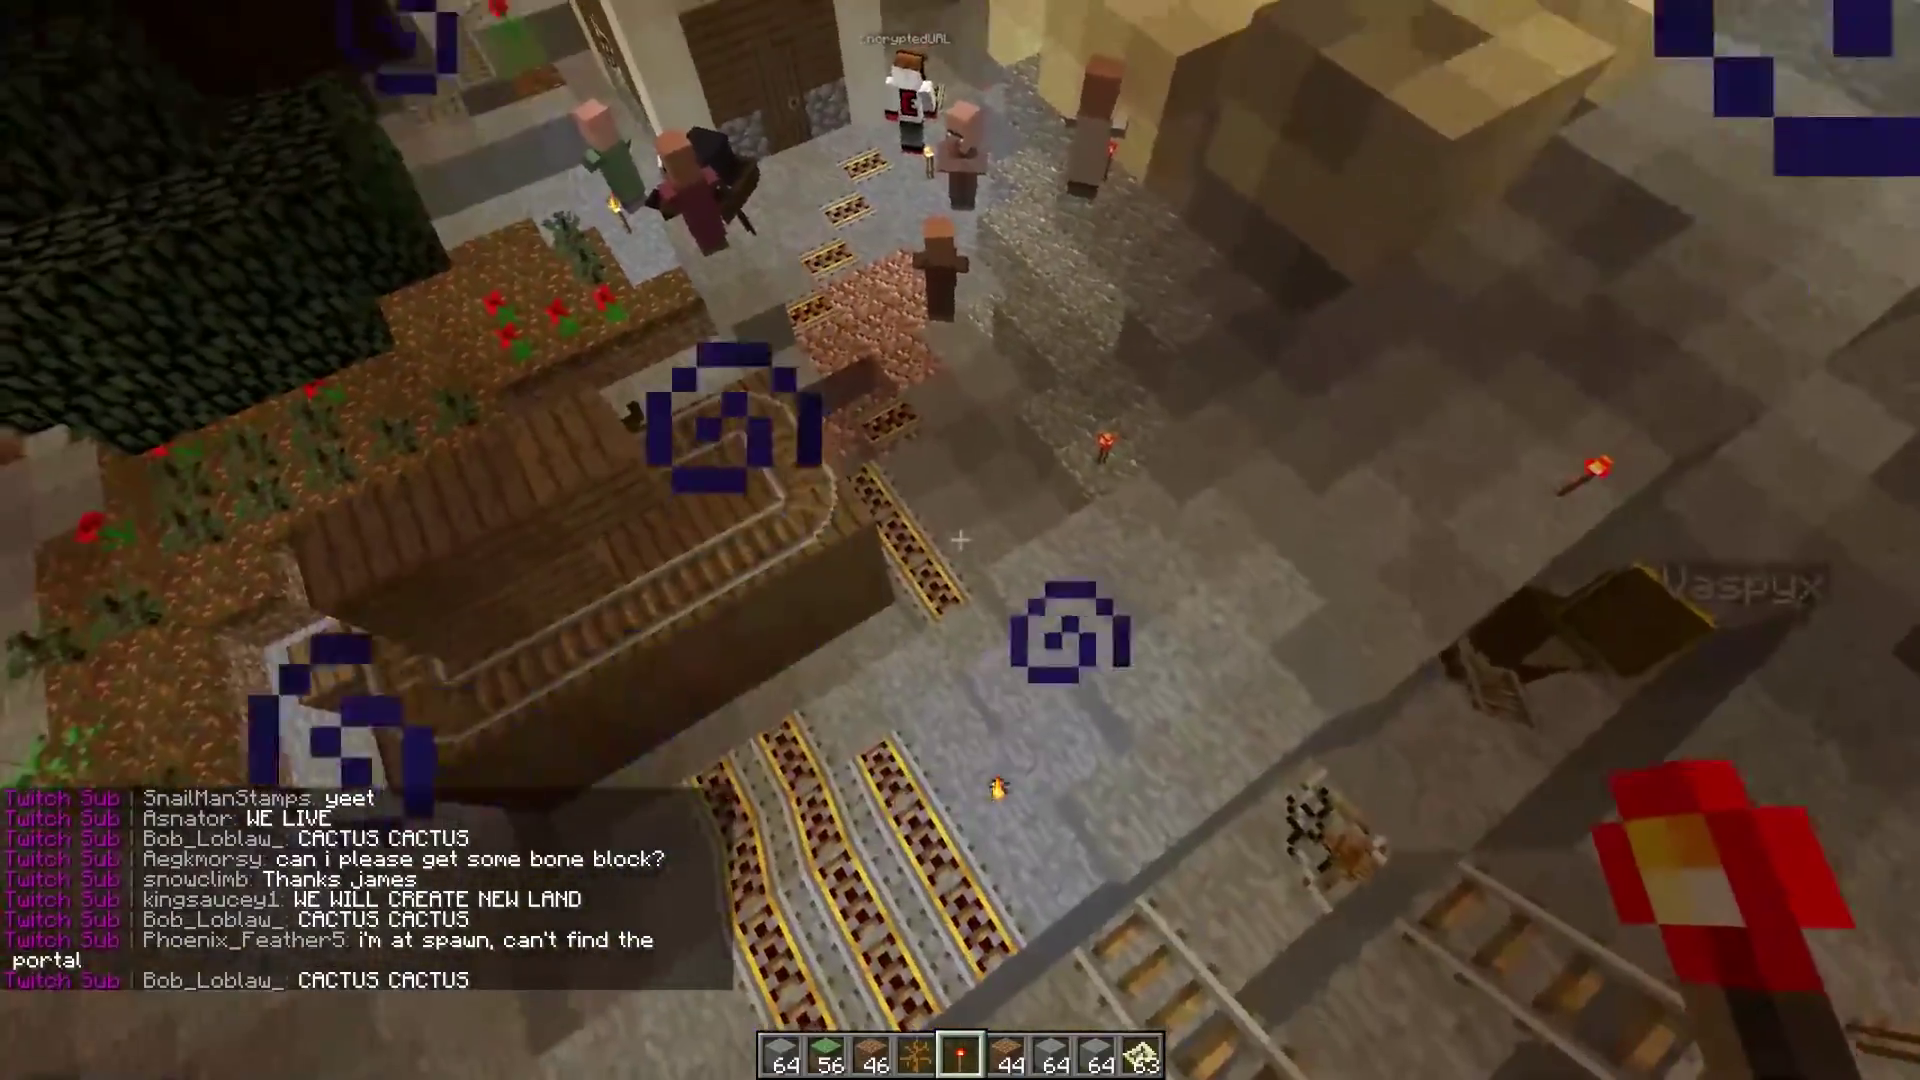 EncryptedURL
Vaspyx
Twitch Sub | SnailManStamps: yeet
Twitch Sub | Asnator: WE LIVE
Twitch Sub | Bob_Loblaw_: CACTUS CACTUS
Twitch Sub | Aegkmorsy: can i please get some bone block?
Twitch Sub | snowclimb: Thanks james
Twitch Sub | kingsaucey1: WE WILL CREATE NEW LAND
Twitch Sub | Bob_Loblaw_: CACTUS CACTUS
Twitch Sub | Phoenix_Feather5: i'm at spawn, can't find the
portal
Twitch Sub | Bob_Loblaw_: CACTUS CACTUS
64 56 46 44 64 64 63